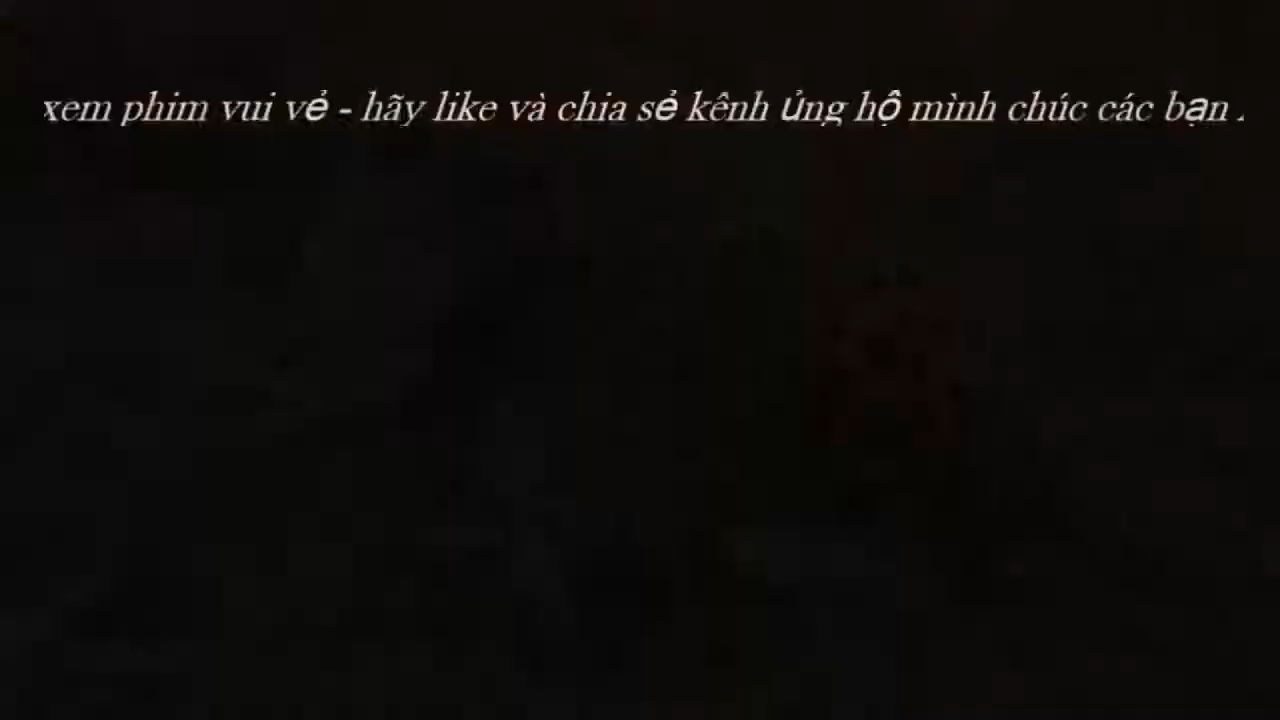 xem phim vui vẻ - hãy like và chia sẻ kênh ủng hộ mình chúc các bạn